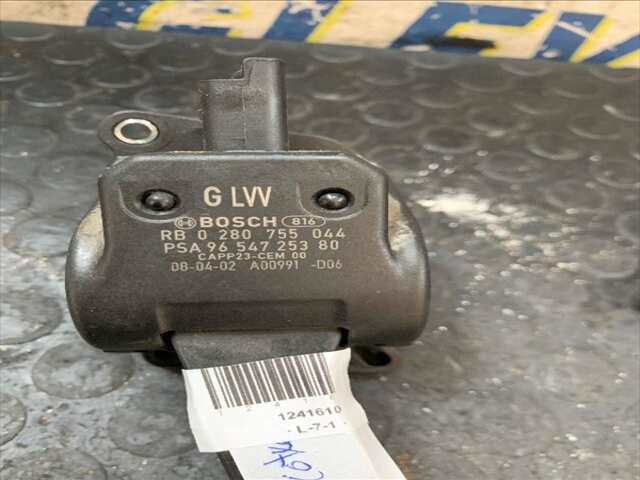 G LVV
BOSCH 816
RB 0 280 755 044
PSA 96 547 253 80
CAPP23-CEM 00
08-04-02 A00991 -D06
1241610
L-7-1